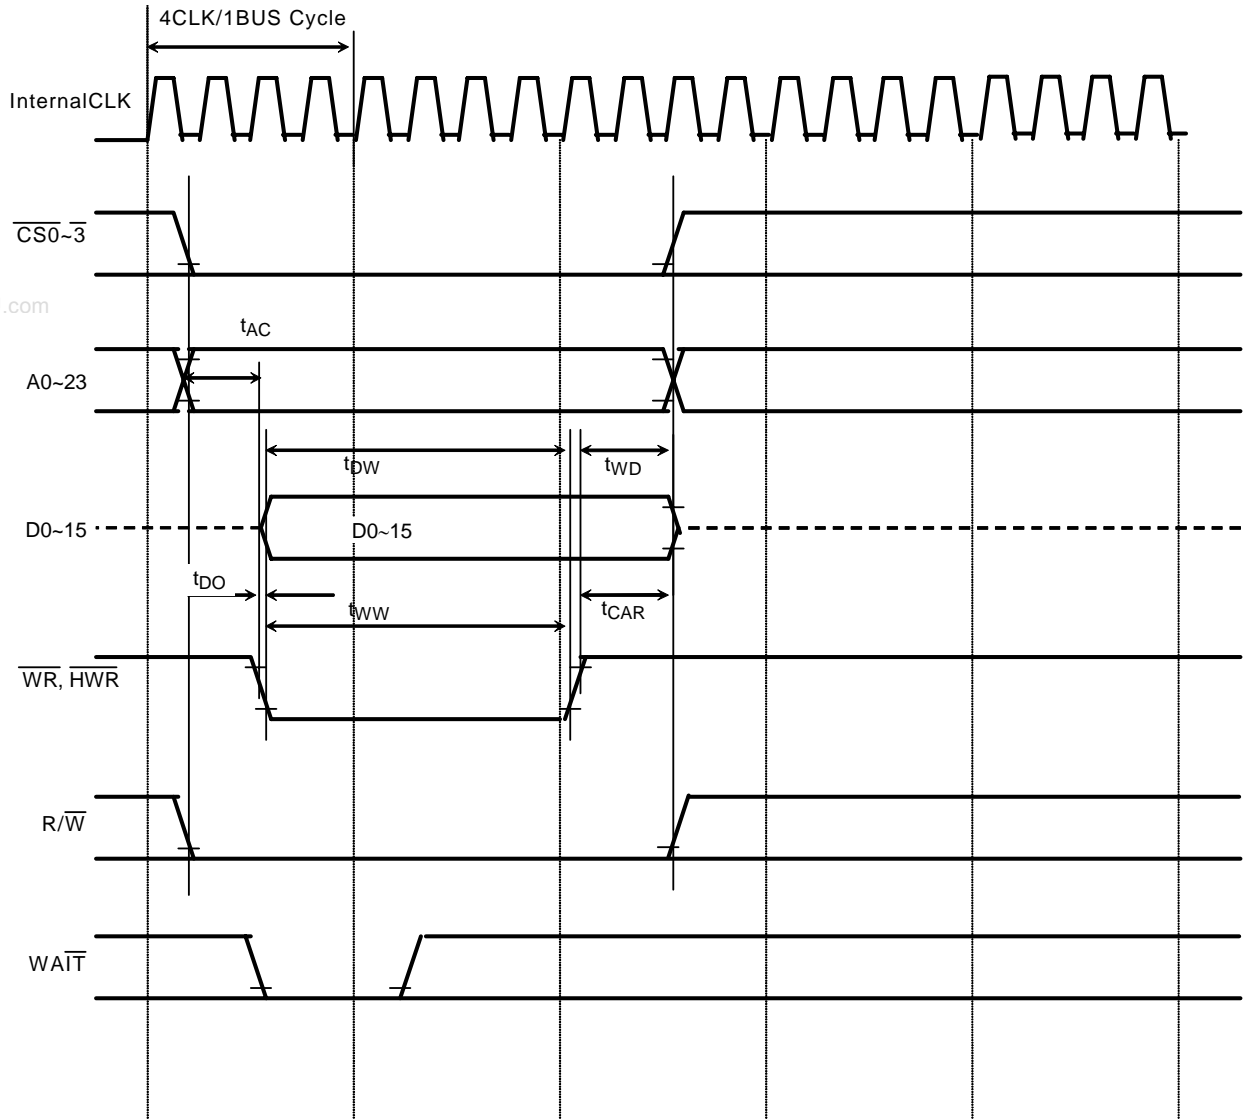 4CLK/1BUS Cycle
InternalCLK
CS0~3
.com
tAC
A0~23
tDW
tWD
D0~15
D0~15
tDO
tWW
tCAR
WR, HWR
R/W
WAIT